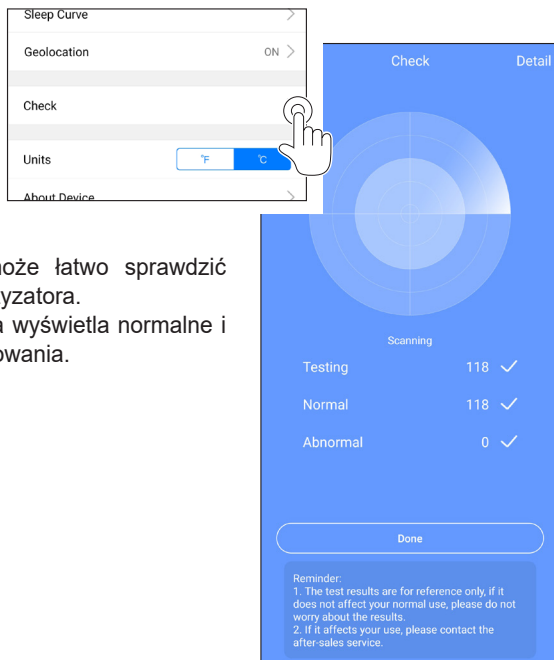 Sleep Curve
Geolocation ON
Check
Units °F °C
About Device
może łatwo sprawdzić
wyświetla normalne i
Check Detail
Scanning
Testing 118
Normal 118
Abnormal 0
Done
Reminder:
1. The test results are for reference only, if it
does not affect your normal use, please do not
worry about the results.
2. If it affects your use, please contact the
after-sales service.